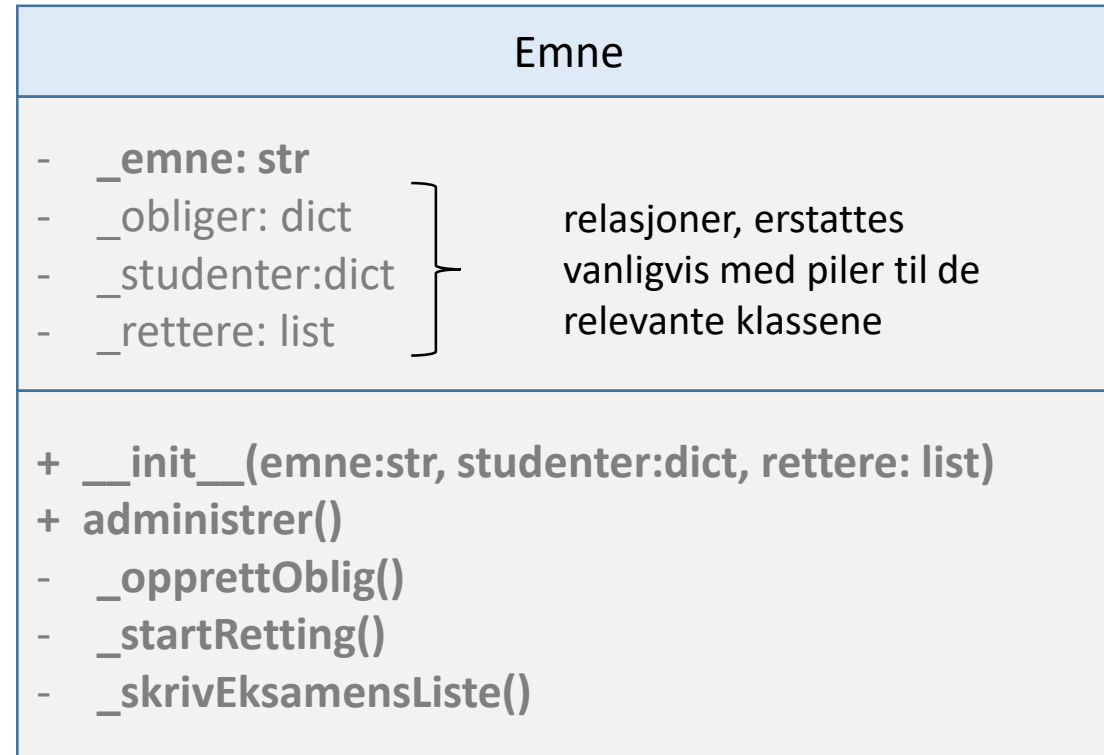 Emne
- _emne: str
- _obliger: dict
- _studenter:dict
- _rettere: list
relasjoner, erstattes
vanligvis med piler til de
relevante klassene
+ __init__(emne:str, studenter:dict, rettere: list)
+ administrer()
- _opprettOblig()
- _startRetting()
- _skrivEksamensListe()